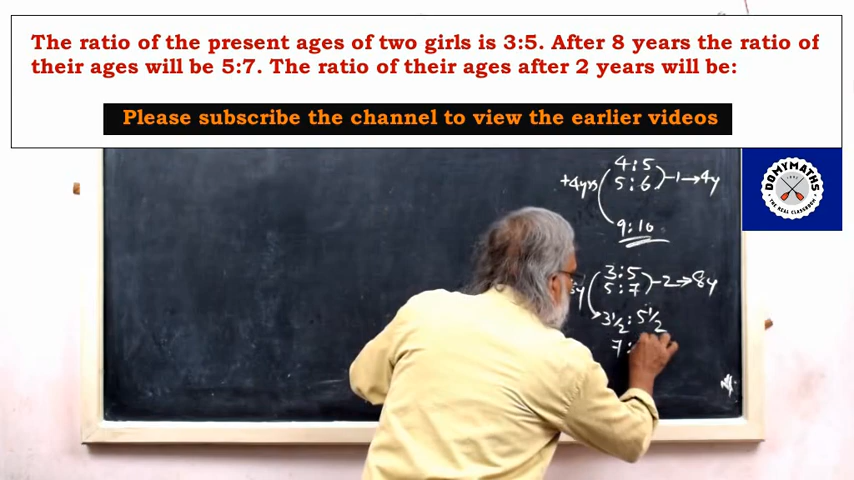 The ratio of the present ages of two girls is 3:5. After 8 years the ratio of
their ages will be 5:7. The ratio of their ages after 2 years will be:
Please subscribe the channel to view the earlier videos
DOMYMATHS
THE REAL CLASSROOM
4:5
+4yrs 5:6 -1→4y
9:10
3:5
5:7 -2→8y
3½:5½
7: